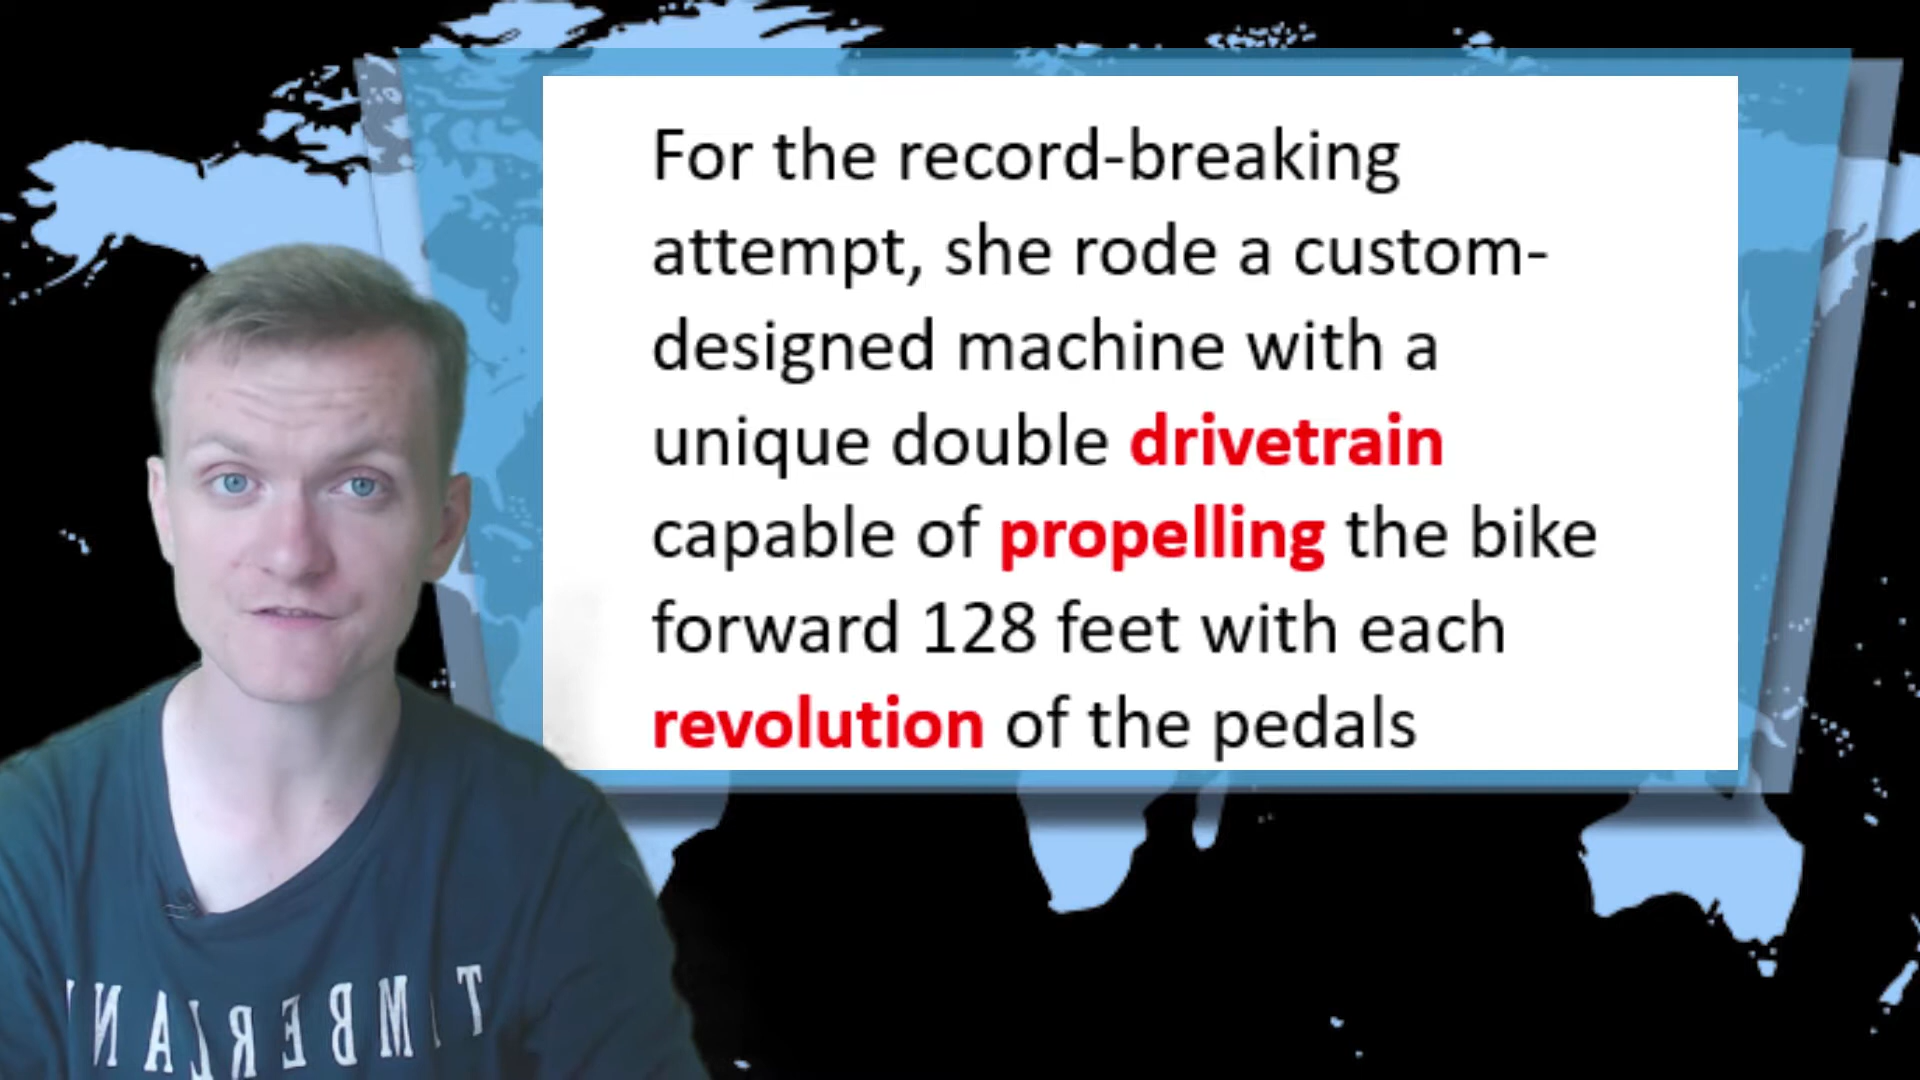 For the record-breaking
attempt, she rode a custom-
designed machine with a
unique double drivetrain
capable of propelling the bike
forward 128 feet with each
revolution of the pedals
TIMBERLAN